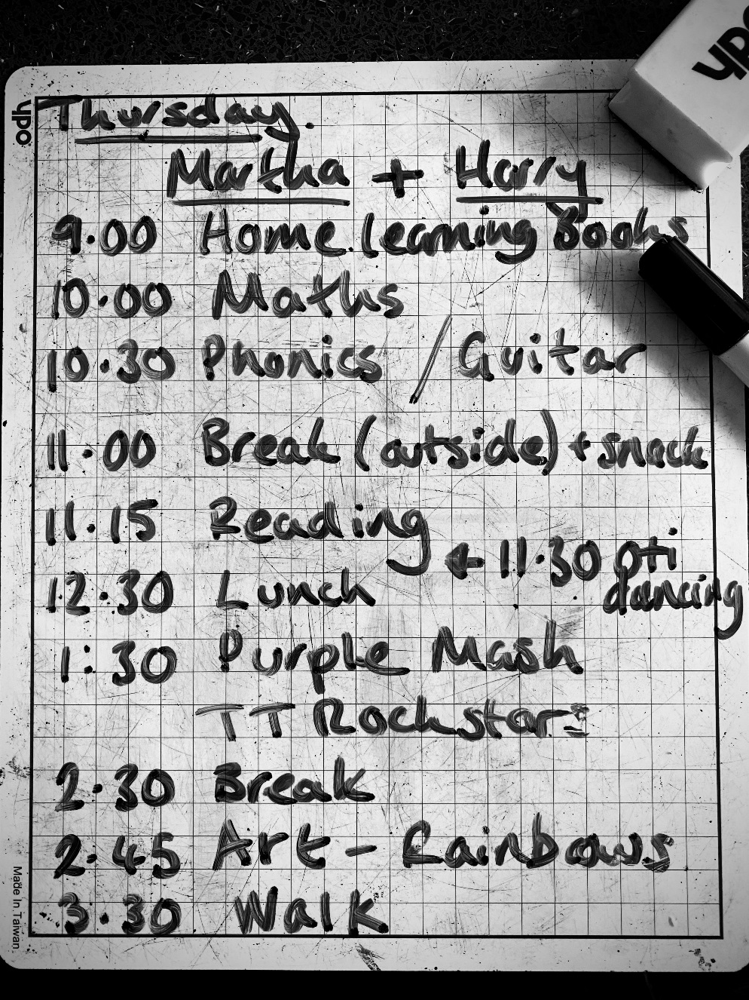 ypo
ypo
Thursday.
Martha + Harry
9.00 Home Learning Books
10.00 Maths
10.30 Phonics / Guitar
11.00 Break (outside) + snack
11.15 Reading
← 11.30 oti
dancing
12.30 Lunch
1:30 Purple Mash
TT Rockstars
2.30 Break
2.45 Art - Rainbows
3.30 Walk
Made In Taiwan